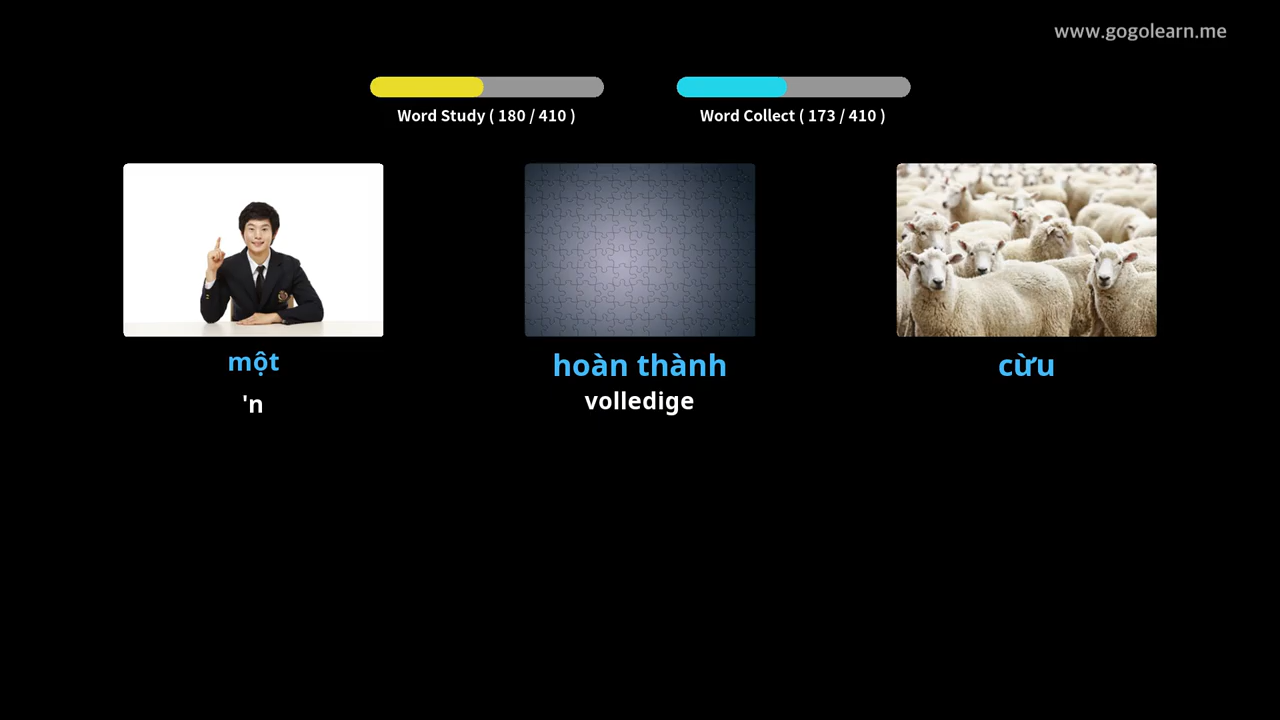 www.gogolearn.me
Word Study ( 180 / 410 )
Word Collect ( 173 / 410 )
một
hoàn thành
cừu
'n
volledige